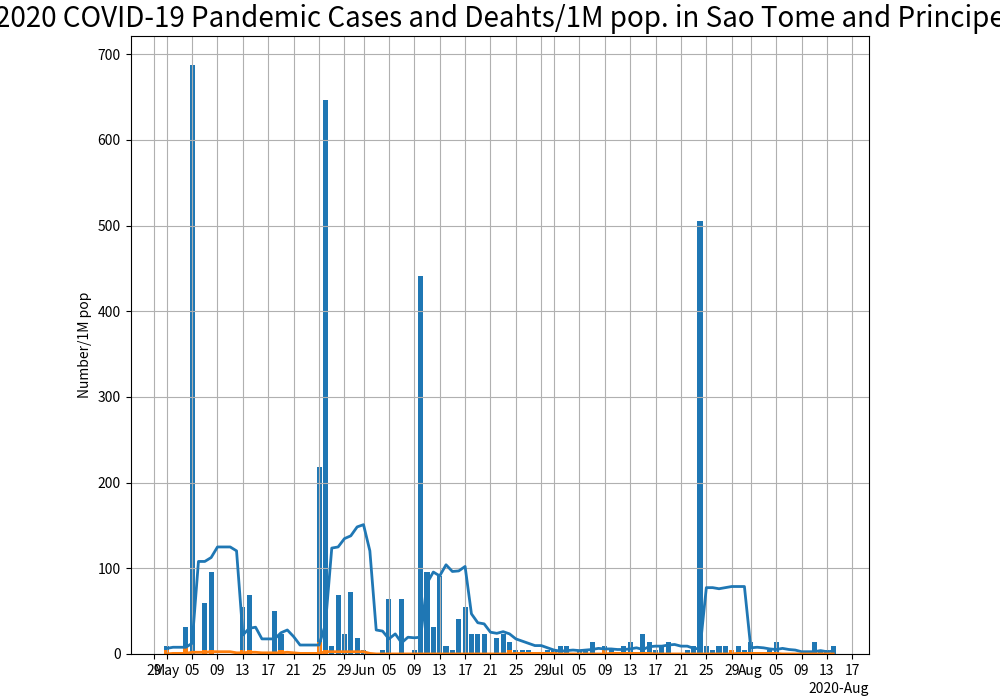 2020 COVID-19 Pandemic Cases and Deahts/1M pop. in Sao Tome and Principe
700
600
500
400
300
200
100
0
Number/1M pop
29 May 05 09 13 17 21 25 29 Jun 05 09 13 17 21 25 29 Jul 05 09 13 17 21 25 29 Aug 05 09 13 17
2020-Aug